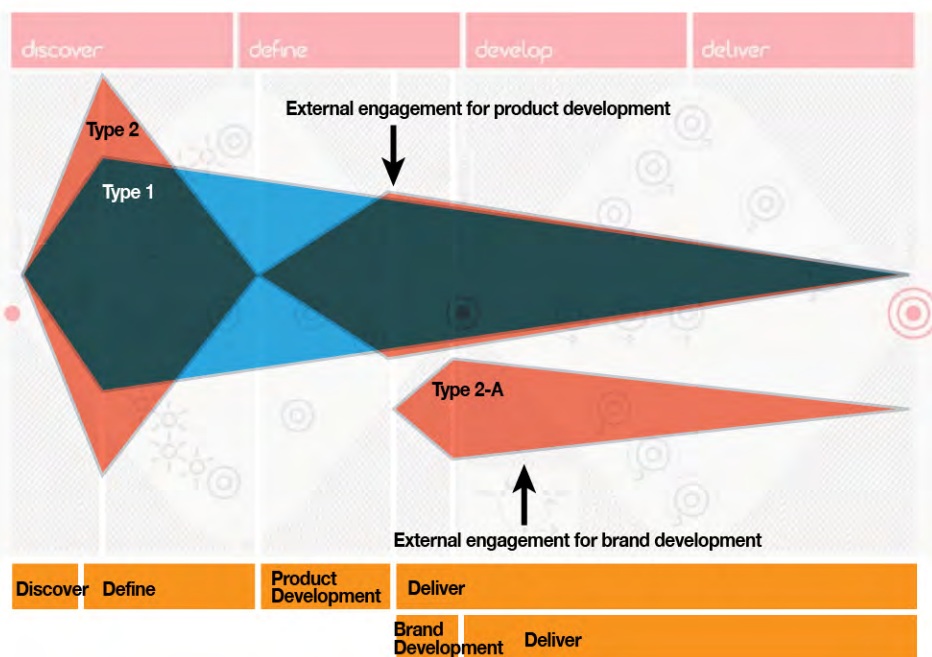 discover define develop deliver
External engagement for product development
Type 2
Type 1
Type 2-A
External engagement for brand development
Discover Define Product Development Deliver
Brand Development Deliver